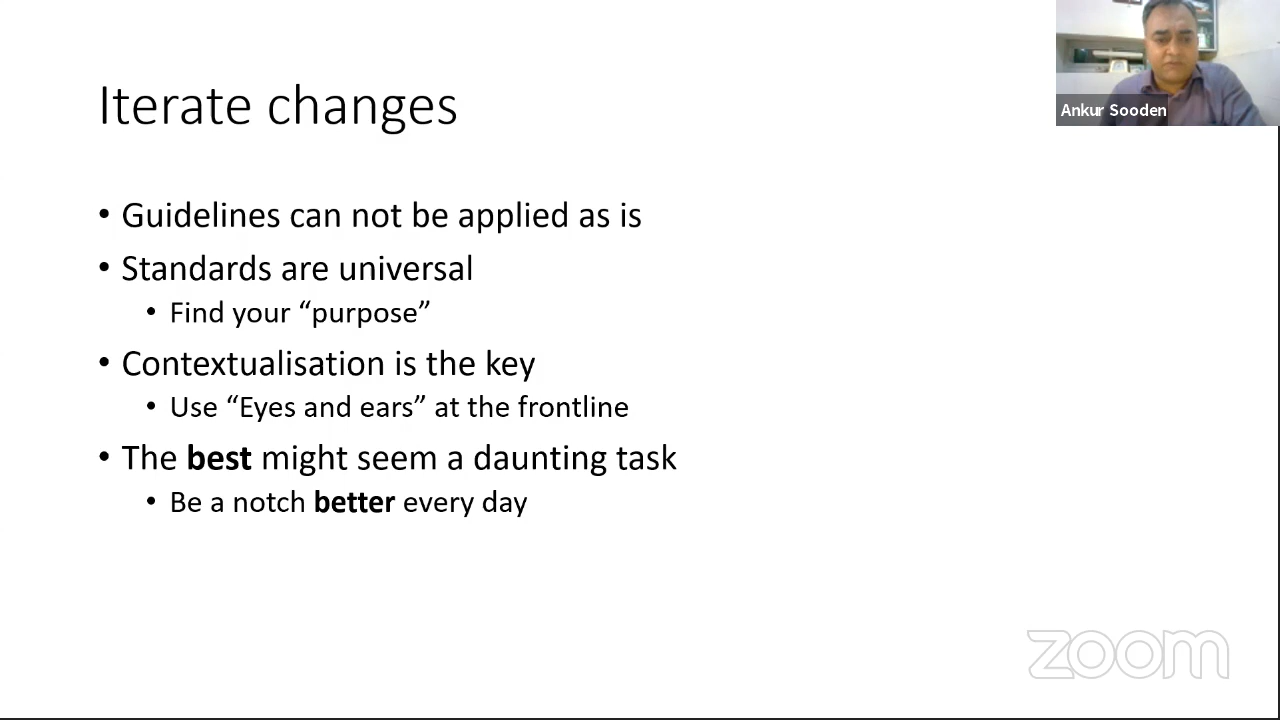 Iterate changes
Ankur Sooden
• Guidelines can not be applied as is
• Standards are universal
• Find your “purpose”
• Contextualisation is the key
• Use “Eyes and ears” at the frontline
• The best might seem a daunting task
• Be a notch better every day
zoom